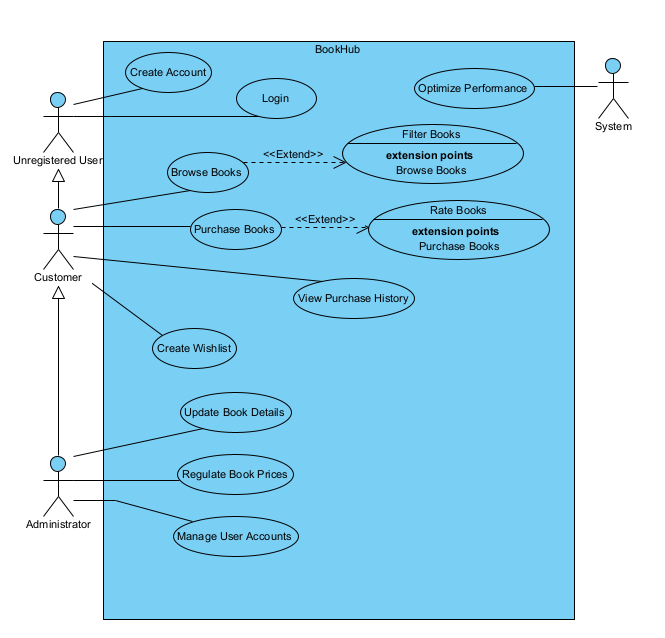 BookHub
Create Account
Optimize Performance
Login
System
Filter Books
Unregistered User
<<Extend>>
extension points
Browse Books
Browse Books
Rate Books
<<Extend>>
Purchase Books
extension points
Purchase Books
Customer
View Purchase History
Create Wishlist
Update Book Details
Regulate Book Prices
Administrator
Manage User Accounts